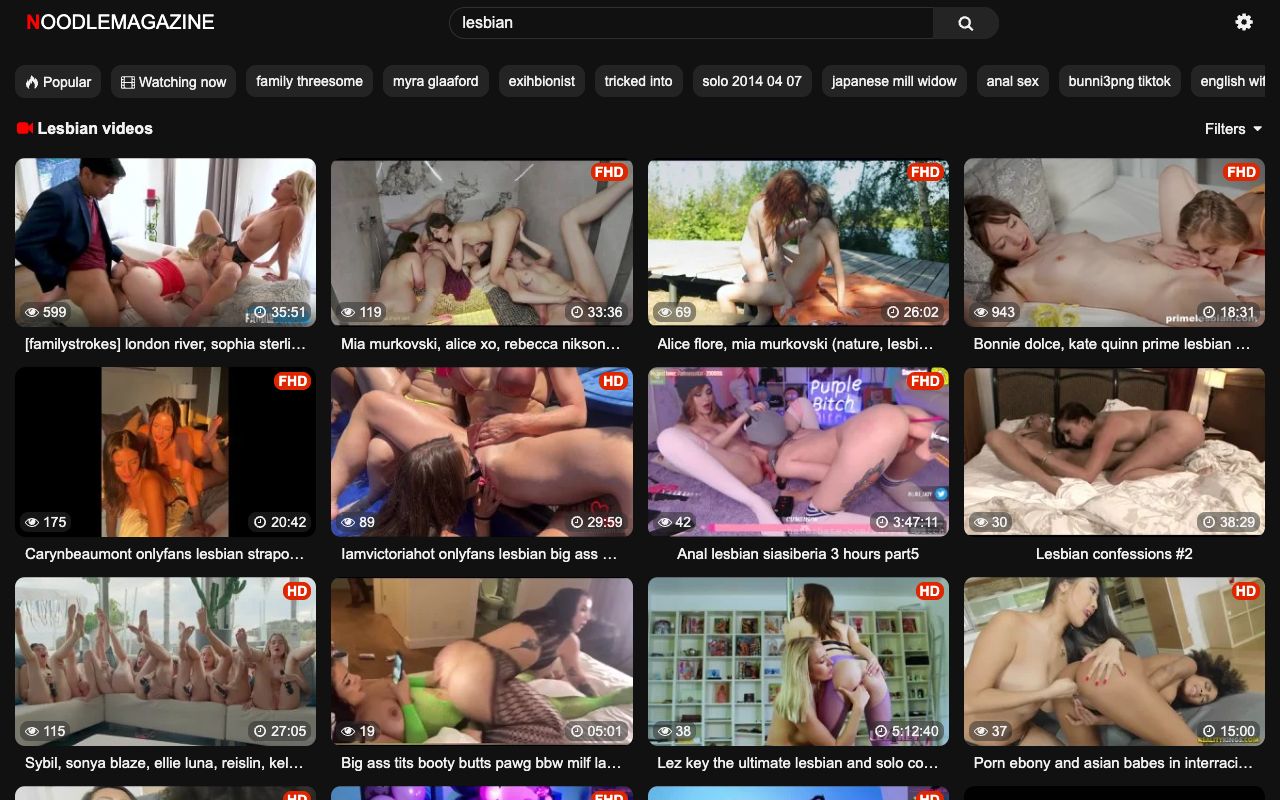 NOODLEMAGAZINE
lesbian
Popular
Watching now
family threesome
myra glaaford
exihbionist
tricked into
solo 2014 04 07
japanese mill widow
anal sex
bunni3png tiktok
english wif
Lesbian videos
Filters
599
35:51
FHD
119
33:36
FHD
69
26:02
FHD
943
primelesbian.com
18:31
[familystrokes] london river, sophia sterli...
Mia murkovski, alice xo, rebecca nikson...
Alice flore, mia murkovski (nature, lesbi...
Bonnie dolce, kate quinn prime lesbian ...
FHD
175
20:42
HD
89
29:59
FHD
Purple
Bitch
42
3:47:11
30
38:29
Carynbeaumont onlyfans lesbian strapo...
Iamvictoriahot onlyfans lesbian big ass ...
Anal lesbian siasiberia 3 hours part5
Lesbian confessions #2
HD
115
27:05
19
05:01
HD
38
5:12:40
HD
37
15:00
Sybil, sonya blaze, ellie luna, reislin, kel...
Big ass tits booty butts pawg bbw milf la...
Lez key the ultimate lesbian and solo co...
Porn ebony and asian babes in interraci...
HD
FHD
HD